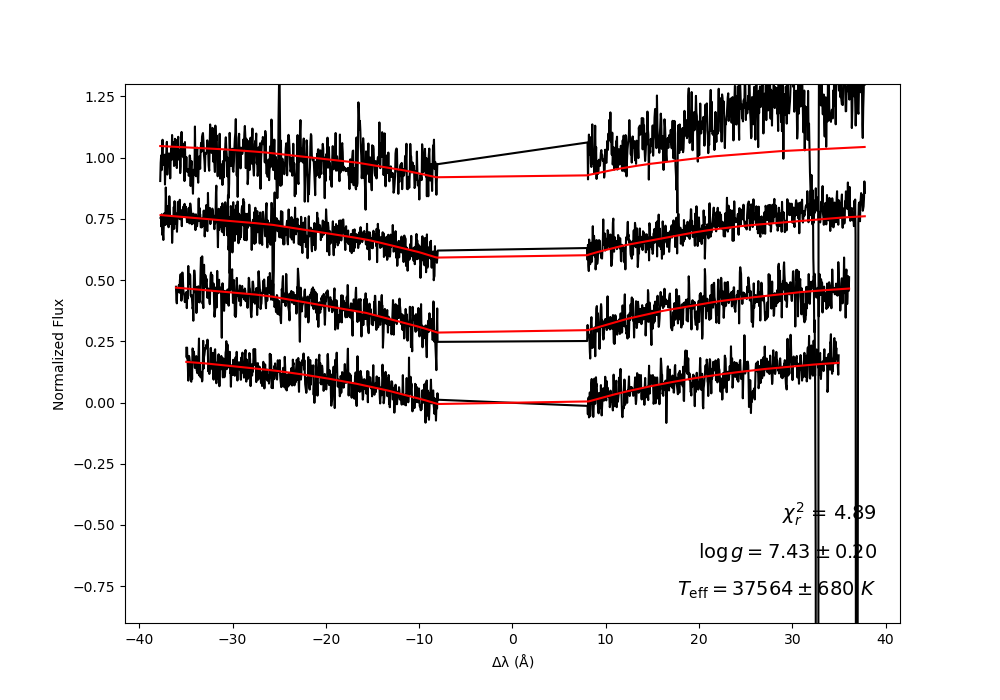 1.25
1.00
0.75
0.50
0.25
0.00
−0.25
−0.50
−0.75
Normalized Flux
χ²ᵣ = 4.89
log g = 7.43 ± 0.20
T_eff = 37564 ± 680 K
−40 −30 −20 −10 0 10 20 30 40
Δλ (Å)